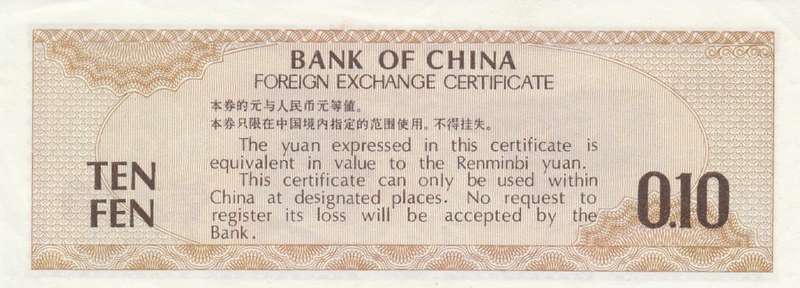 BANK OF CHINA
FOREIGN EXCHANGE CERTIFICATE
本券的元与人民币元等值。
本券只限在中国境内指定的范围使用。不得挂失。
The yuan expressed in this certificate is
equivalent in value to the Renminbi yuan.
This certificate can only be used within
China at designated places. No request to
register its loss will be accepted by the
Bank.
TEN
FEN
0.10